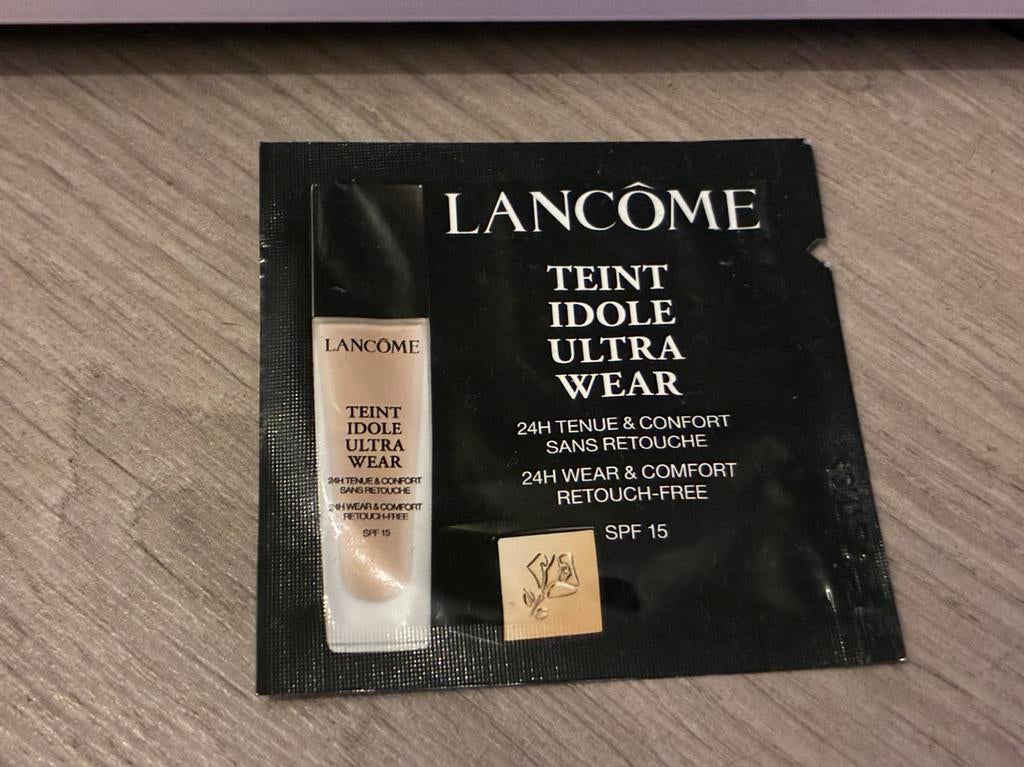 LANCÔME
TEINT
IDOLE
ULTRA
WEAR
24H TENUE & CONFORT
SANS RETOUCHE
24H WEAR & COMFORT
RETOUCH-FREE
SPF 15
LANCÔME
TEINT
IDOLE
ULTRA
WEAR
24H TENUE & CONFORT
SANS RETOUCHE
24H WEAR & COMFORT
RETOUCH-FREE
SPF 15